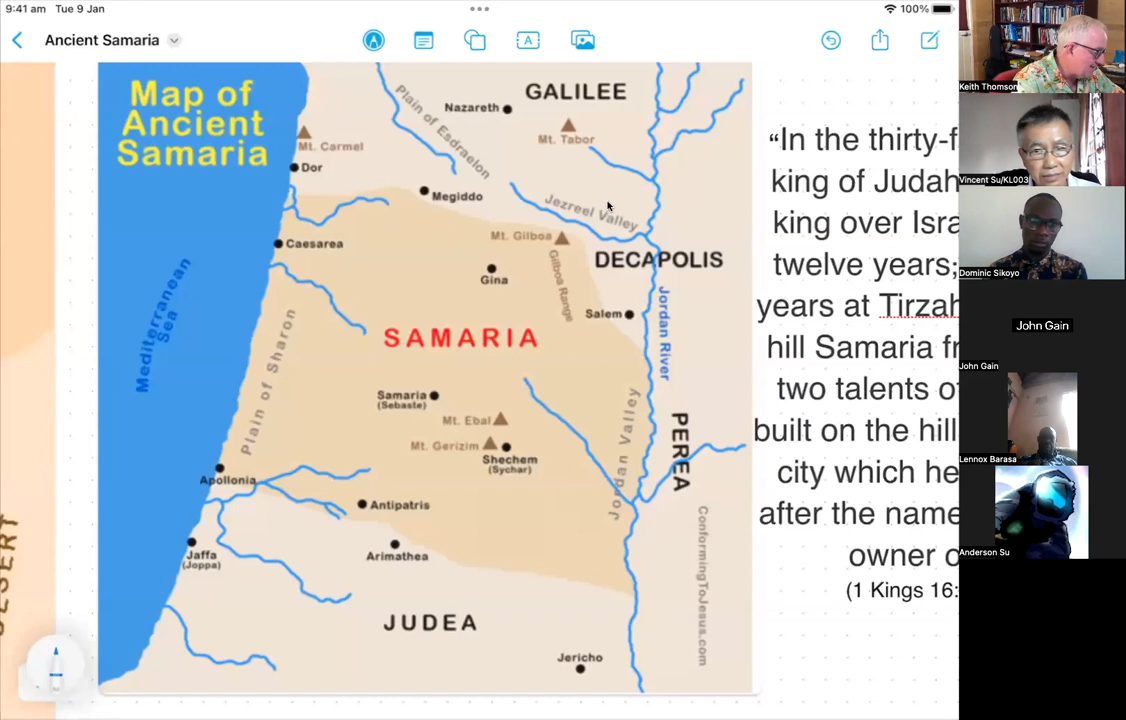 9:41 am Tue 9 Jan
100%
Ancient Samaria
A
Map of
Ancient
Samaria
GALILEE
Nazareth
Plain of Esdraelon
Mt. Tabor
Mt. Carmel
Dor
Megiddo
Jezreel Valley
Mt. Gilboa
Caesarea
DECAPOLIS
Gina
Gilboa Range
Mediterranean
Sea
Salem
Jordan River
Plain of Sharon
SAMARIA
Samaria
(Sebaste)
Mt. Ebal
Mt. Gerizim
Shechem
(Sychar)
Jordan Valley
PEREA
Apollonia
Antipatris
Jaffa
(Joppa)
Arimathea
ConformingToJesus.com
JUDEA
Jericho
“In the thirty-f
king of Judah
king over Isra
twelve years;
years at Tirzah
hill Samaria fr
two talents of
built on the hill
city which he
after the name
owner o
(1 Kings 16:
Keith Thomson
Vincent Su/KL003
Dominic Sikoyo
John Gain
John Gain
Lennox Barasa
Anderson Su